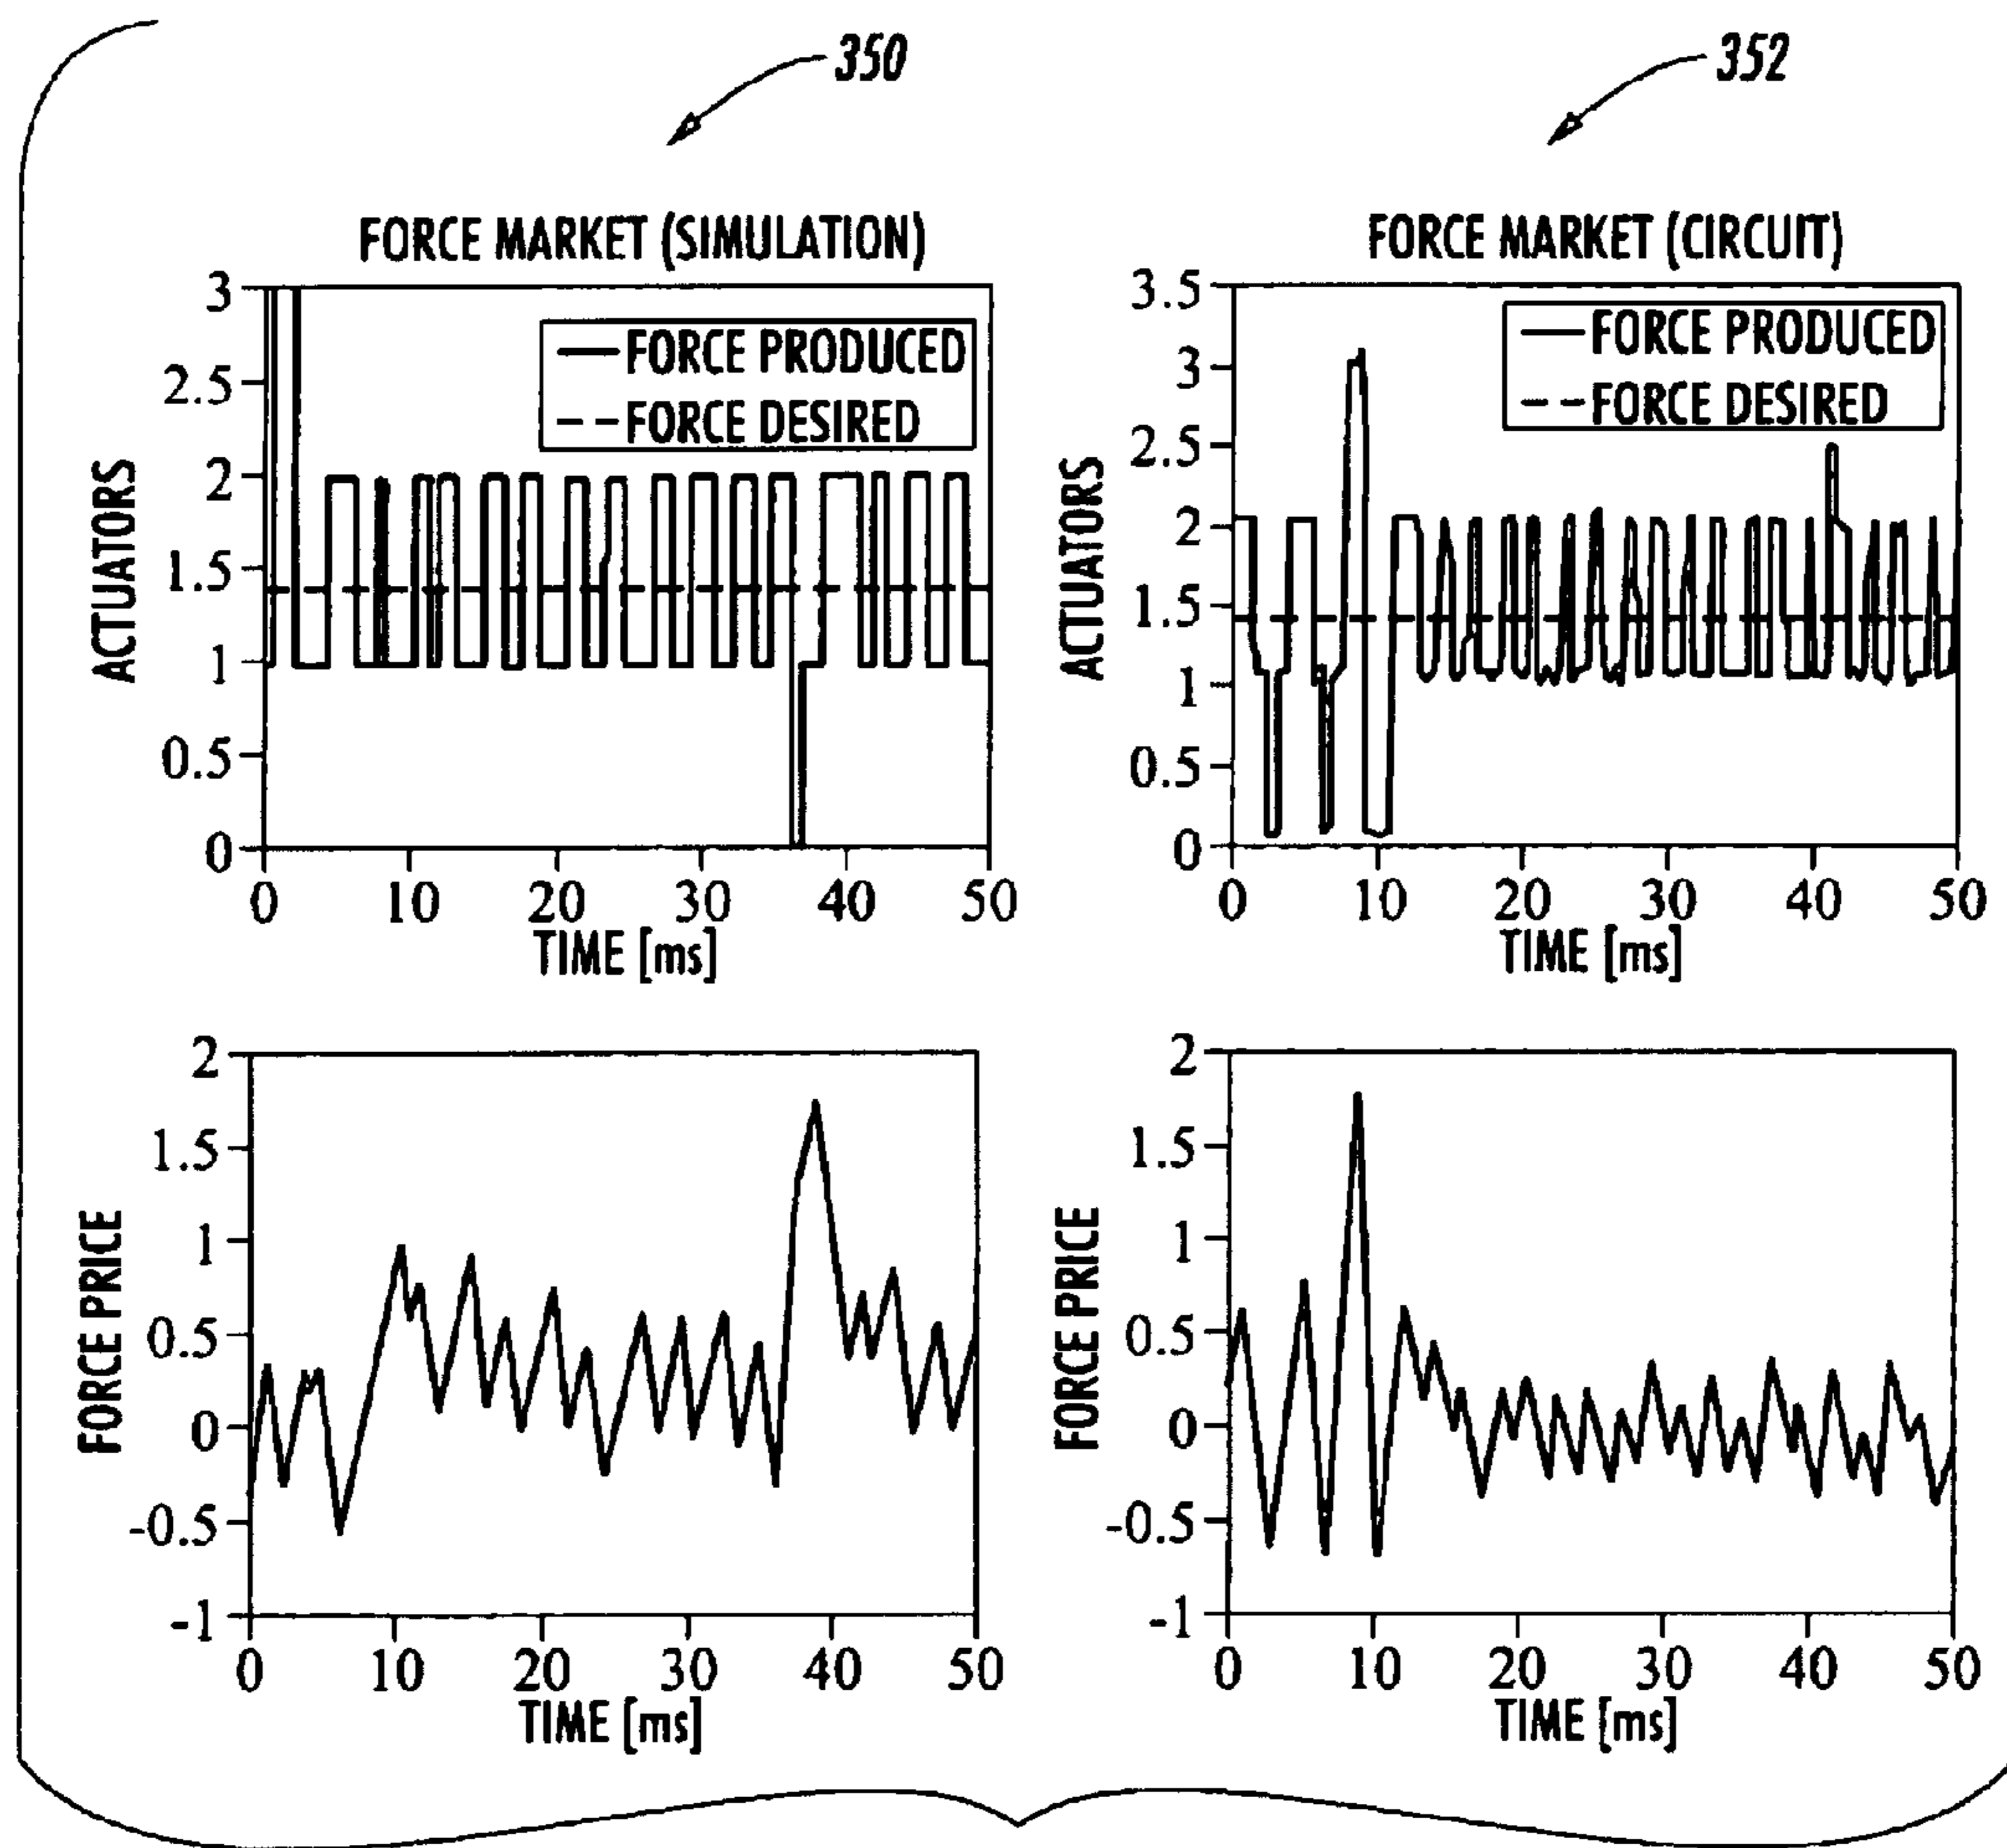 350
352
FORCE MARKET (SIMULATION)
3
2.5
2
1.5
1
0.5
0
ACTUATORS
FORCE PRODUCED
FORCE DESIRED
0 10 20 30 40 50
TIME [ms]
FORCE MARKET (CIRCUIT)
3.5
3
2.5
2
1.5
1
0.5
0
ACTUATORS
FORCE PRODUCED
FORCE DESIRED
0 10 20 30 40 50
TIME [ms]
2
1.5
1
0.5
0
-0.5
-1
FORCE PRICE
0 10 20 30 40 50
TIME [ms]
2
1.5
1
0.5
0
-0.5
-1
FORCE PRICE
0 10 20 30 40 50
TIME [ms]